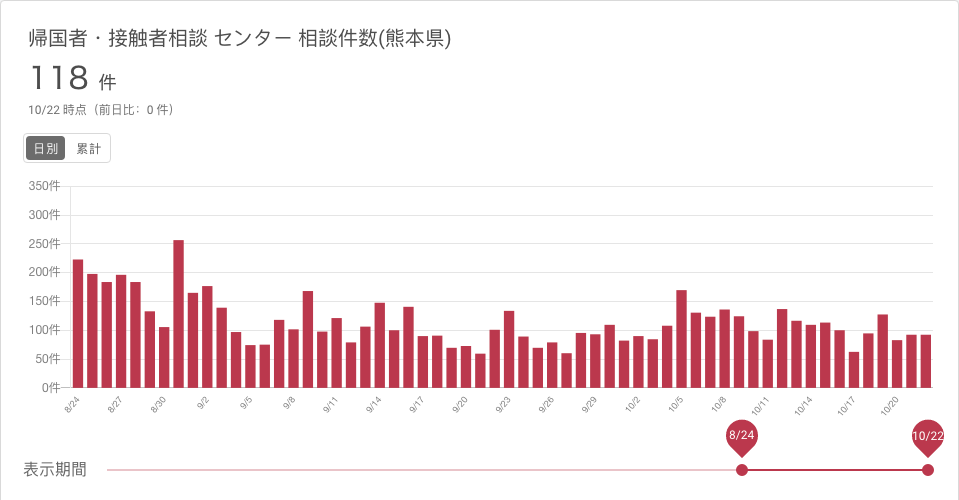 帰国者・接触者相談 センター 相談件数(熊本県)
118 件
10/22 時点（前日比: 0 件）
日別 累計
350件
300件
250件
200件
150件
100件
50件
0件
8/24 8/27 8/30 9/2 9/5 9/8 9/11 9/14 9/17 9/20 9/23 9/26 9/29 10/2 10/5 10/8 10/11 10/14 10/17 10/20
8/24 10/22
表示期間